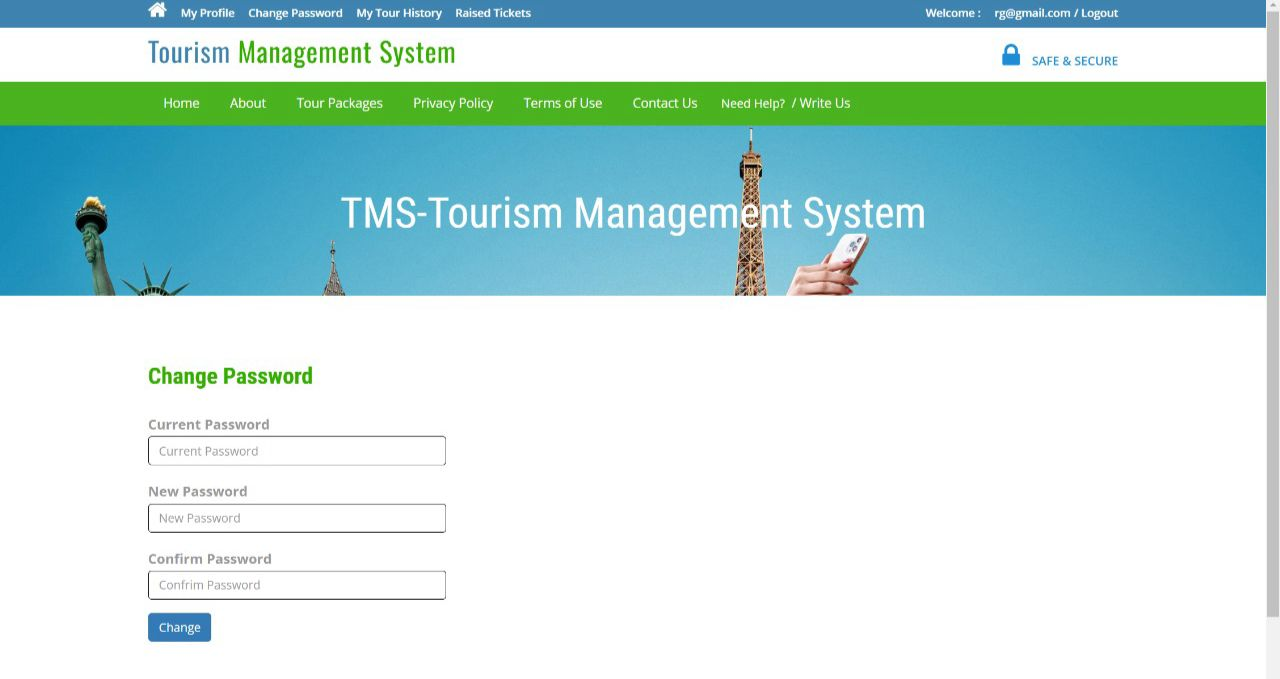 My Profile Change Password My Tour History Raised Tickets Welcome : rg@gmail.com / Logout
Tourism Management System
SAFE & SECURE
Home About Tour Packages Privacy Policy Terms of Use Contact Us Need Help? / Write Us
TMS-Tourism Management System
Change Password
Current Password
Current Password
New Password
New Password
Confirm Password
Confrim Password
Change